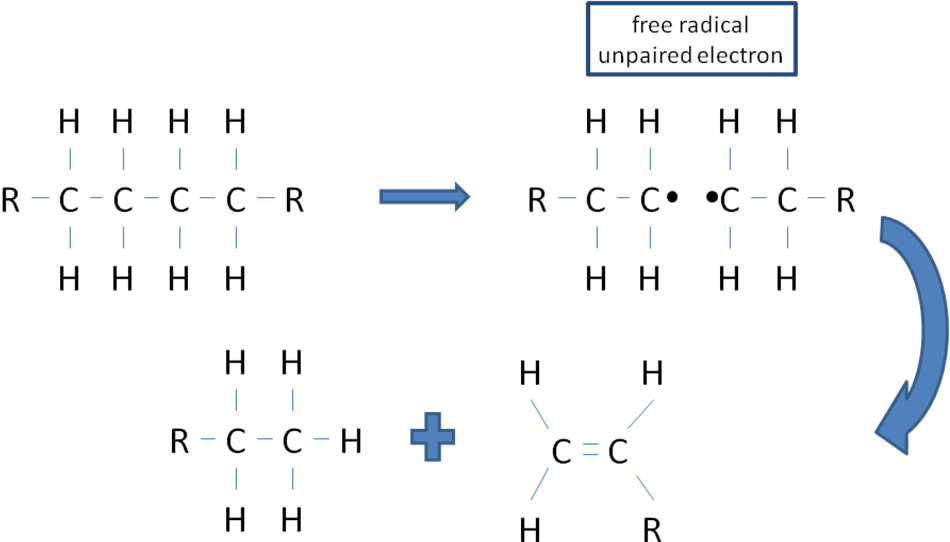 free radical
unpaired electron
H H H H
H H H H
R – C – C – C – C – R
R – C – C• •C – C – R
H H H H
H H H H
H H
H H
R – C – C – H
C = C
H H
H R